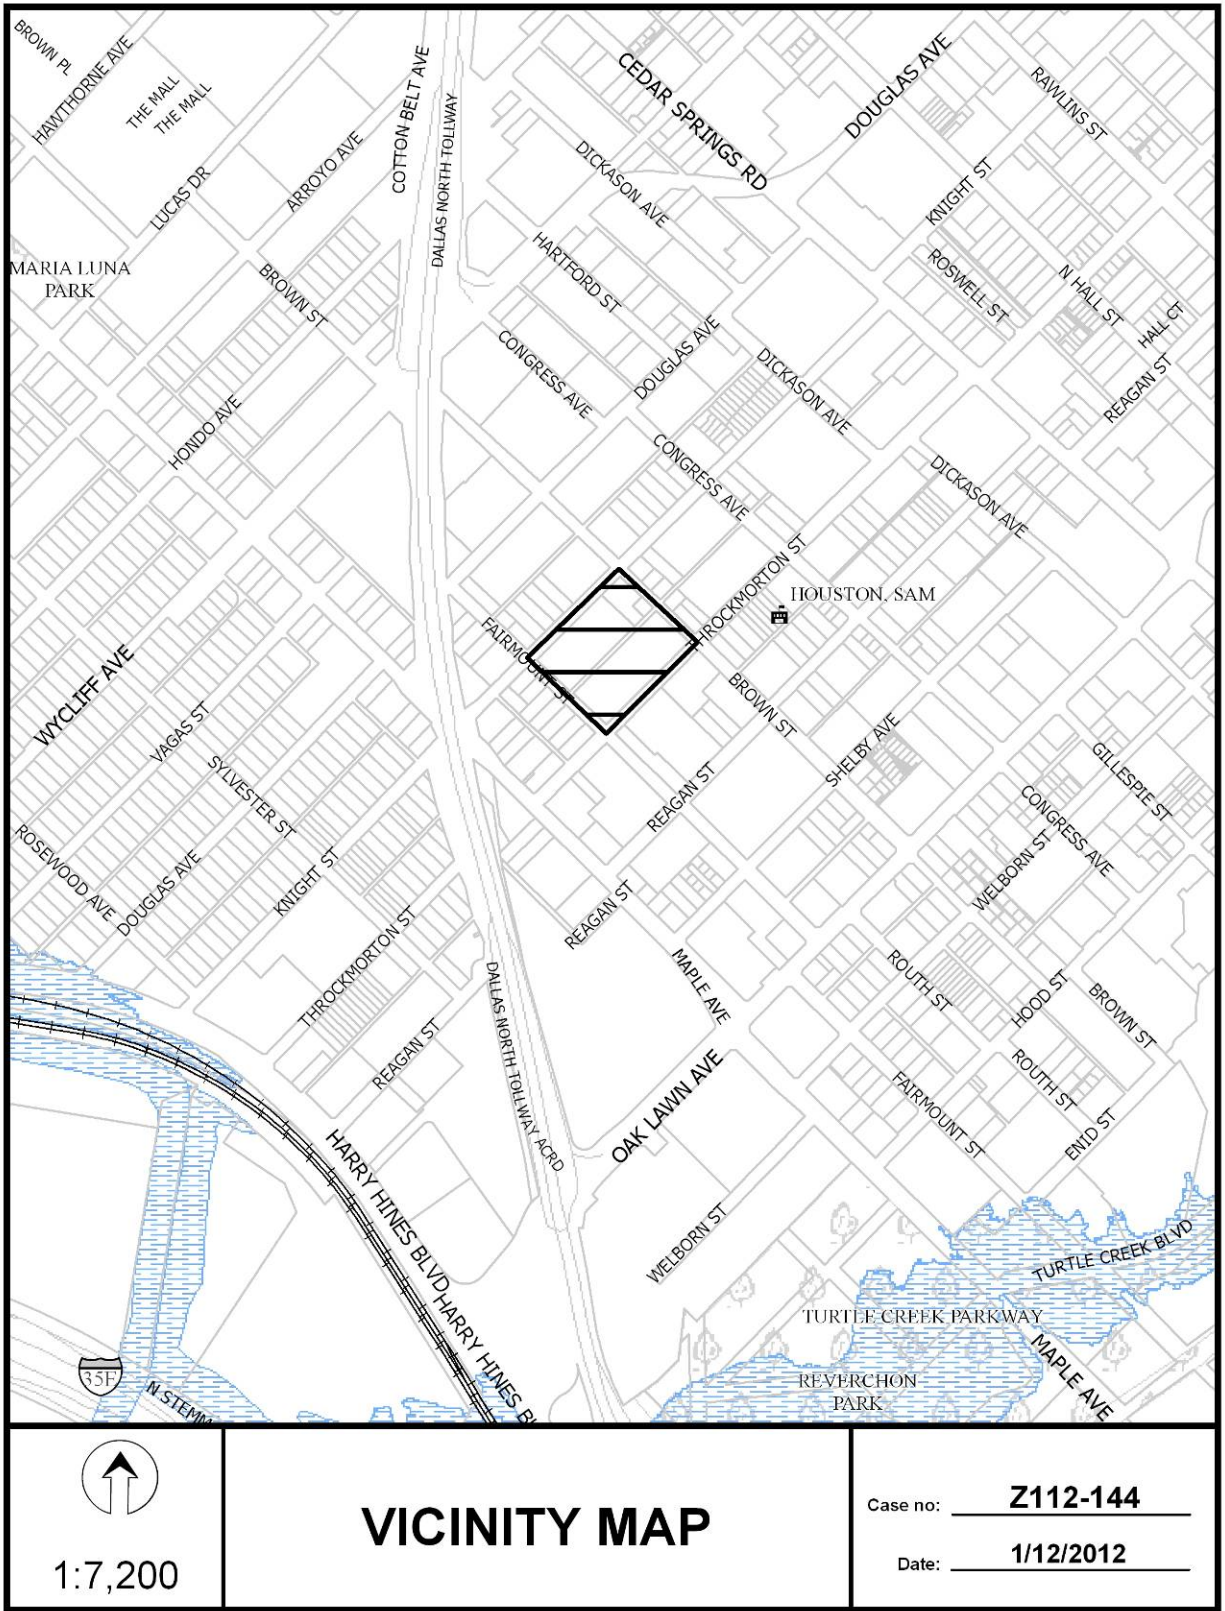 BROWN PL
HAWTHORNE AVE
THE MALL
THE MALL
LUCAS DR
ARROYO AVE
COTTON BELT AVE
DALLAS NORTH TOLLWAY
CEDAR SPRINGS RD
DOUGLAS AVE
RAWLINS ST
DICKASON AVE
KNIGHT ST
MARIA LUNA
PARK
BROWN ST
HARTFORD ST
ROSWELL ST
N HALL ST
HALL CT
REAGAN ST
CONGRESS AVE
DOUGLAS AVE
DICKASON AVE
HONDO AVE
CONGRESS AVE
DICKASON AVE
THROCKMORTON ST
HOUSTON, SAM
FAIRMOUNT ST
WYCLIFF AVE
VAGAS ST
BROWN ST
SHELBY AVE
SYLVESTER ST
REAGAN ST
GILLESPIE ST
CONGRESS AVE
WELBORN ST
ROSEWOOD AVE
DOUGLAS AVE
KNIGHT ST
REAGAN ST
THROCKMORTON ST
MAPLE AVE
ROUTH ST
HOOD ST
BROWN ST
DALLAS NORTH TOLLWAY ACRD
REAGAN ST
OAK LAWN AVE
ROUTH ST
FAIRMOUNT ST
ENID ST
HARRY HINES BLVD
WELBORN ST
TURTLE CREEK BLVD
HARRY HINES BL
TURTLE CREEK PARKWAY
MAPLE AVE
35E
N STEMM
REVERCHON
PARK
1:7,200
VICINITY MAP
Case no: Z112-144
Date: 1/12/2012